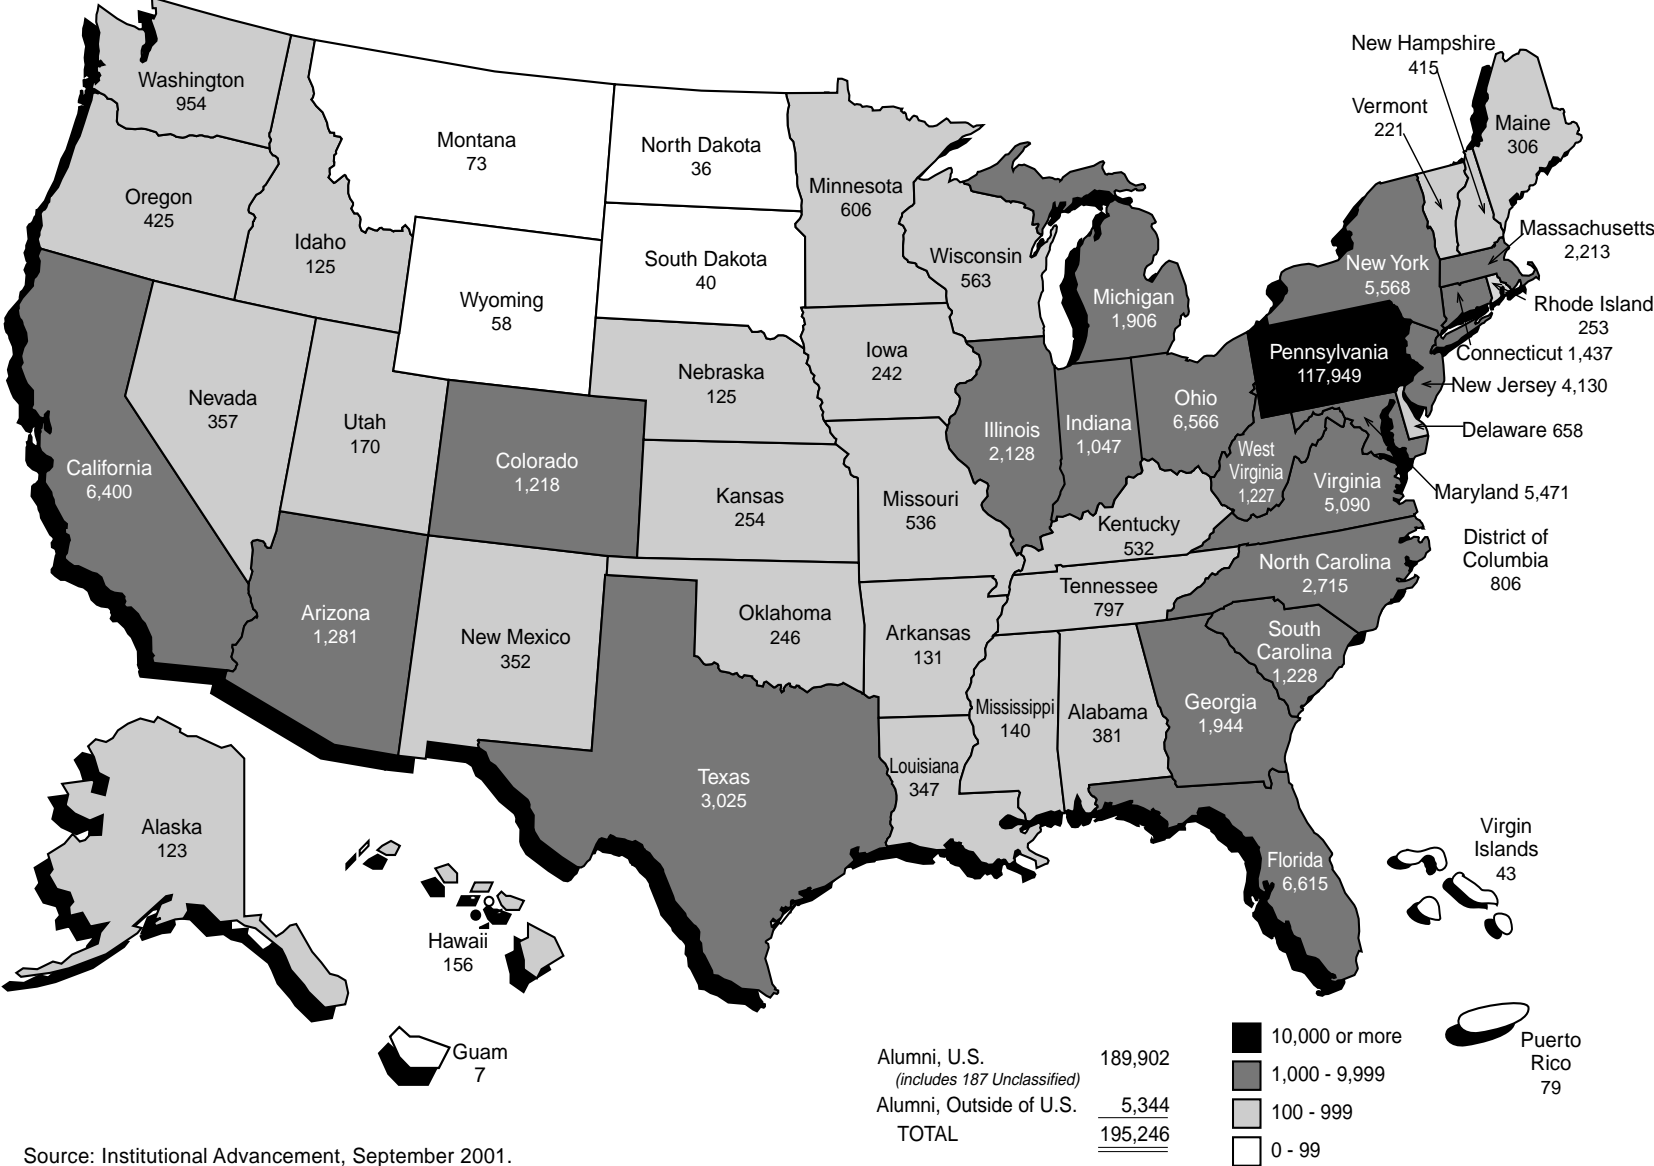 Washington
954
Oregon
425
Idaho
125
Montana
73
North Dakota
36
South Dakota
40
Wyoming
58
Minnesota
606
Wisconsin
563
Michigan
1,906
New Hampshire
415
Vermont
221
Maine
306
Massachusetts
2,213
New York
5,568
Rhode Island
253
Connecticut 1,437
New Jersey 4,130
Pennsylvania
117,949
Delaware 658
Maryland 5,471
District of
Columbia
806
California
6,400
Nevada
357
Utah
170
Colorado
1,218
Nebraska
125
Iowa
242
Kansas
254
Missouri
536
Illinois
2,128
Indiana
1,047
Ohio
6,566
West
Virginia
1,227
Virginia
5,090
Kentucky
532
North Carolina
2,715
Tennessee
797
South
Carolina
1,228
Arizona
1,281
New Mexico
352
Oklahoma
246
Arkansas
131
Texas
3,025
Louisiana
347
Mississippi
140
Alabama
381
Georgia
1,944
Florida
6,615
Alaska
123
Hawaii
156
Guam
7
Virgin
Islands
43
Puerto
Rico
79
Alumni, U.S. 189,902
(includes 187 Unclassified)
Alumni, Outside of U.S. 5,344
TOTAL 195,246
10,000 or more
1,000 - 9,999
100 - 999
0 - 99
Source: Institutional Advancement, September 2001.